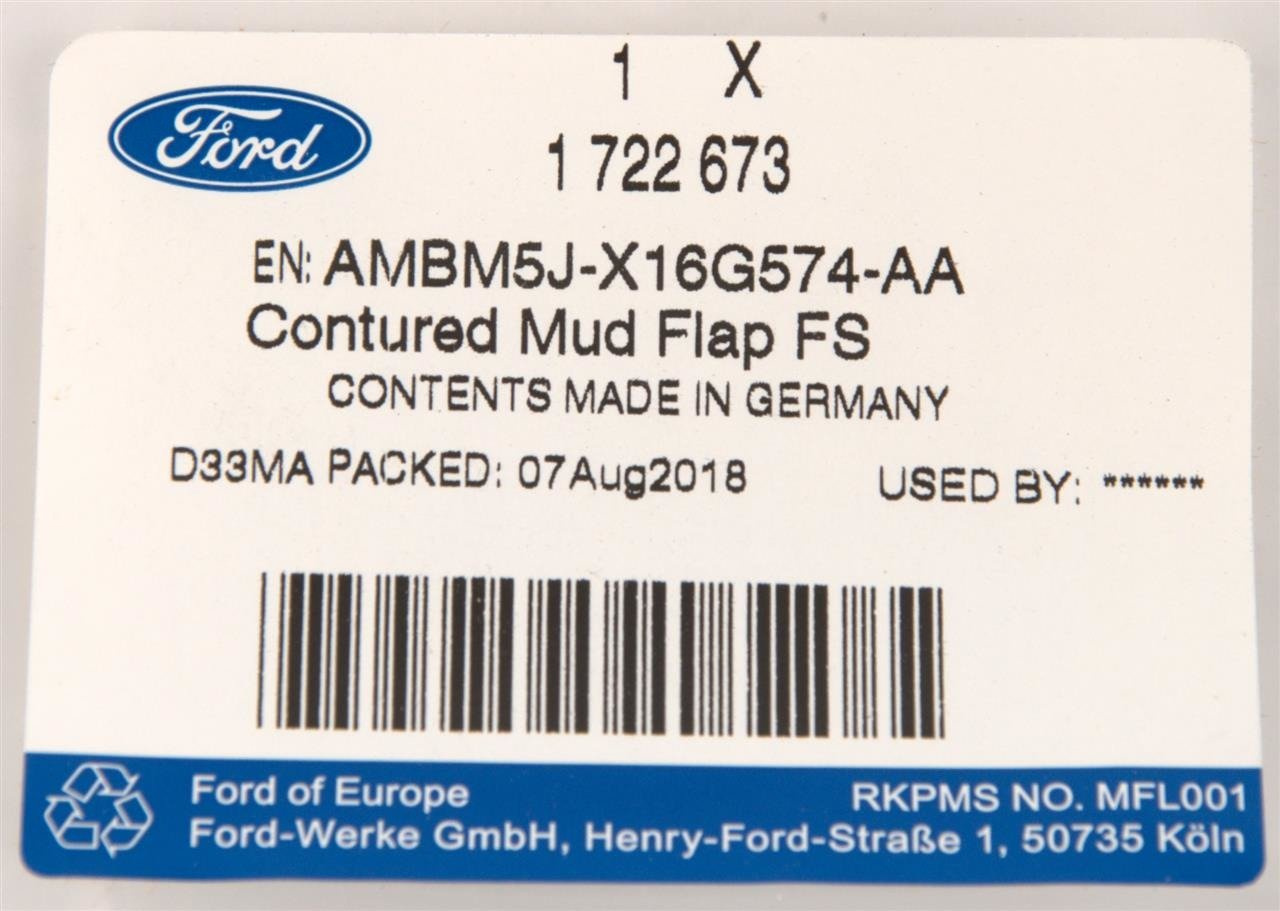 1 X
Ford
1 722 673
EN: AMBM5J-X16G574-AA
Contured Mud Flap FS
CONTENTS MADE IN GERMANY
D33MA PACKED: 07Aug2018 USED BY: ******
Ford of Europe RKPMS NO. MFL001
Ford-Werke GmbH, Henry-Ford-Straße 1, 50735 Köln